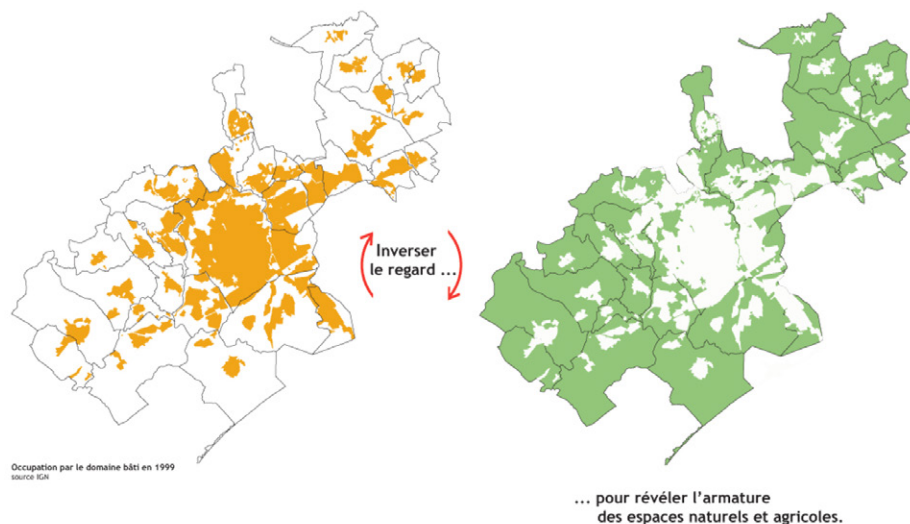 Inverser
le regard ...
Occupation par le domaine bâti en 1999
source IGN
... pour révéler l'armature
des espaces naturels et agricoles.